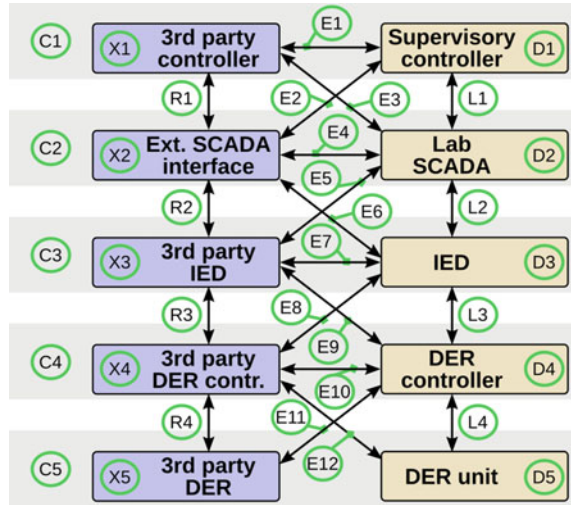 C1
X1
3rd party
controller
E1
Supervisory
controller
D1
R1
E2
E3
L1
C2
X2
Ext. SCADA
interface
E4
Lab
SCADA
D2
E5
R2
E6
L2
C3
X3
3rd party
IED
E7
IED
D3
R3
E8
E9
L3
C4
X4
3rd party
DER contr.
E10
DER
controller
D4
R4
E11
E12
L4
C5
X5
3rd party
DER
DER unit
D5